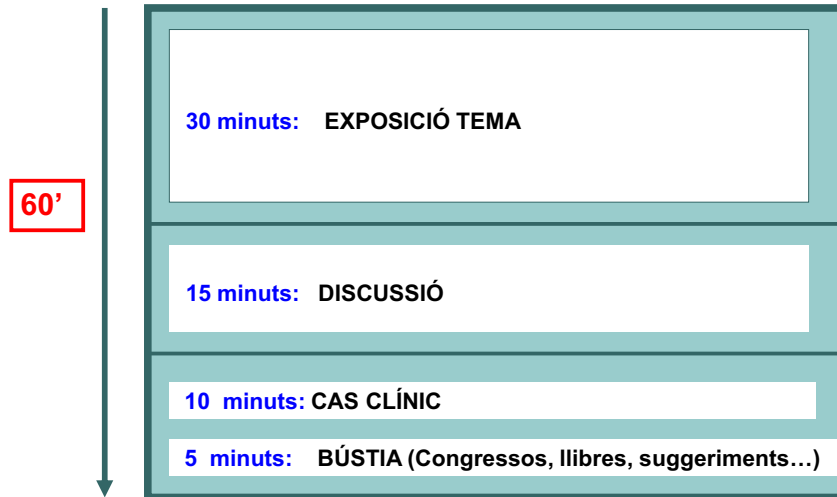 30 minuts: EXPOSICIÓ TEMA
60’
15 minuts: DISCUSSIÓ
10 minuts: CAS CLÍNIC
5 minuts: BÚSTIA (Congressos, llibres, suggeriments…)